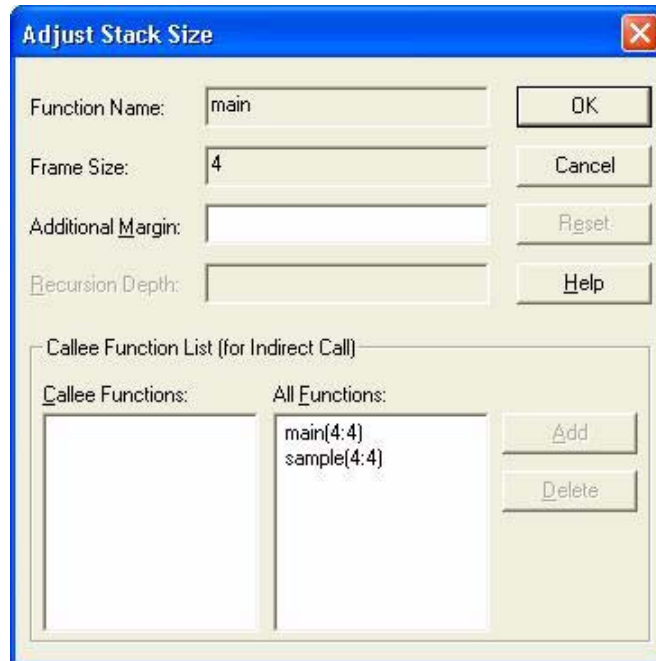 Adjust Stack Size
Function Name: main OK
Frame Size: 4 Cancel
Additional Margin: Reset
Recursion Depth: Help
Callee Function List (for Indirect Call)
Callee Functions: All Functions:
main(4:4) Add
sample(4:4)
Delete